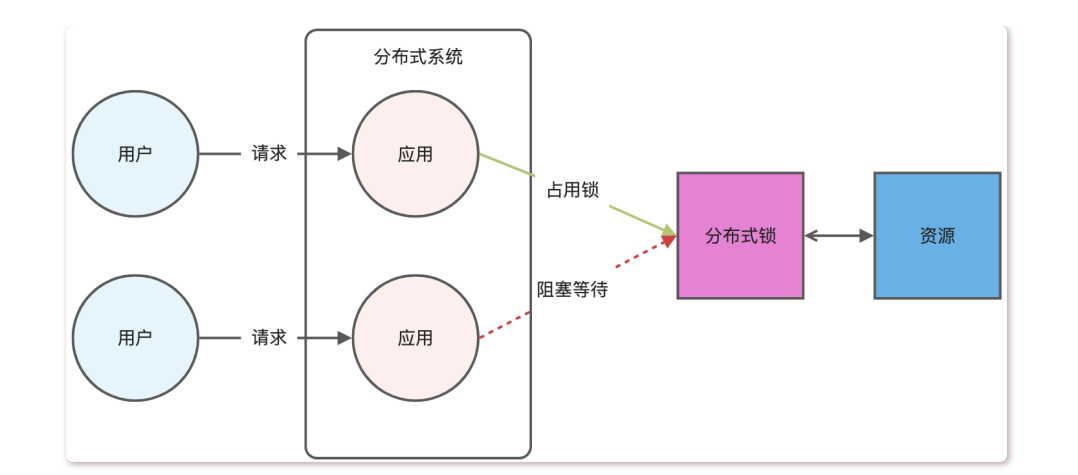 分布式系统
用户
请求
应用
占用锁
分布式锁
资源
阻塞等待
用户
请求
应用